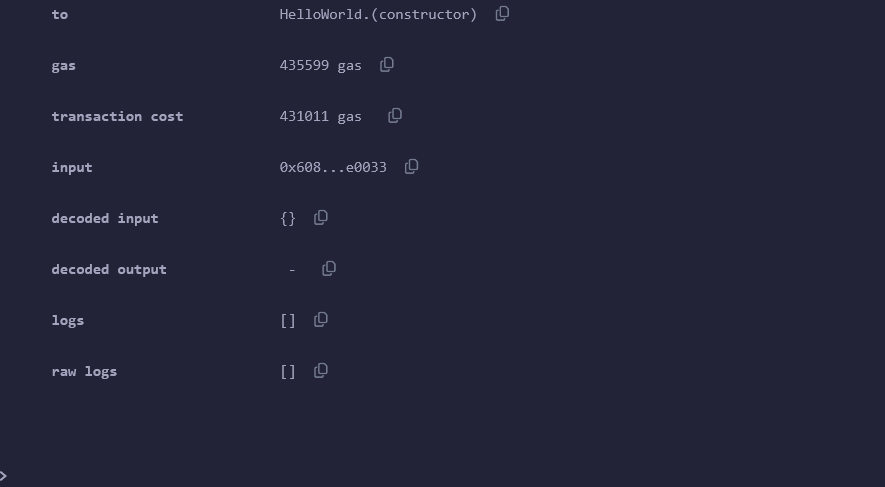 to HelloWorld.(constructor)
gas 435599 gas
transaction cost 431011 gas
input 0x608...e0033
decoded input {}
decoded output -
logs []
raw logs []
>